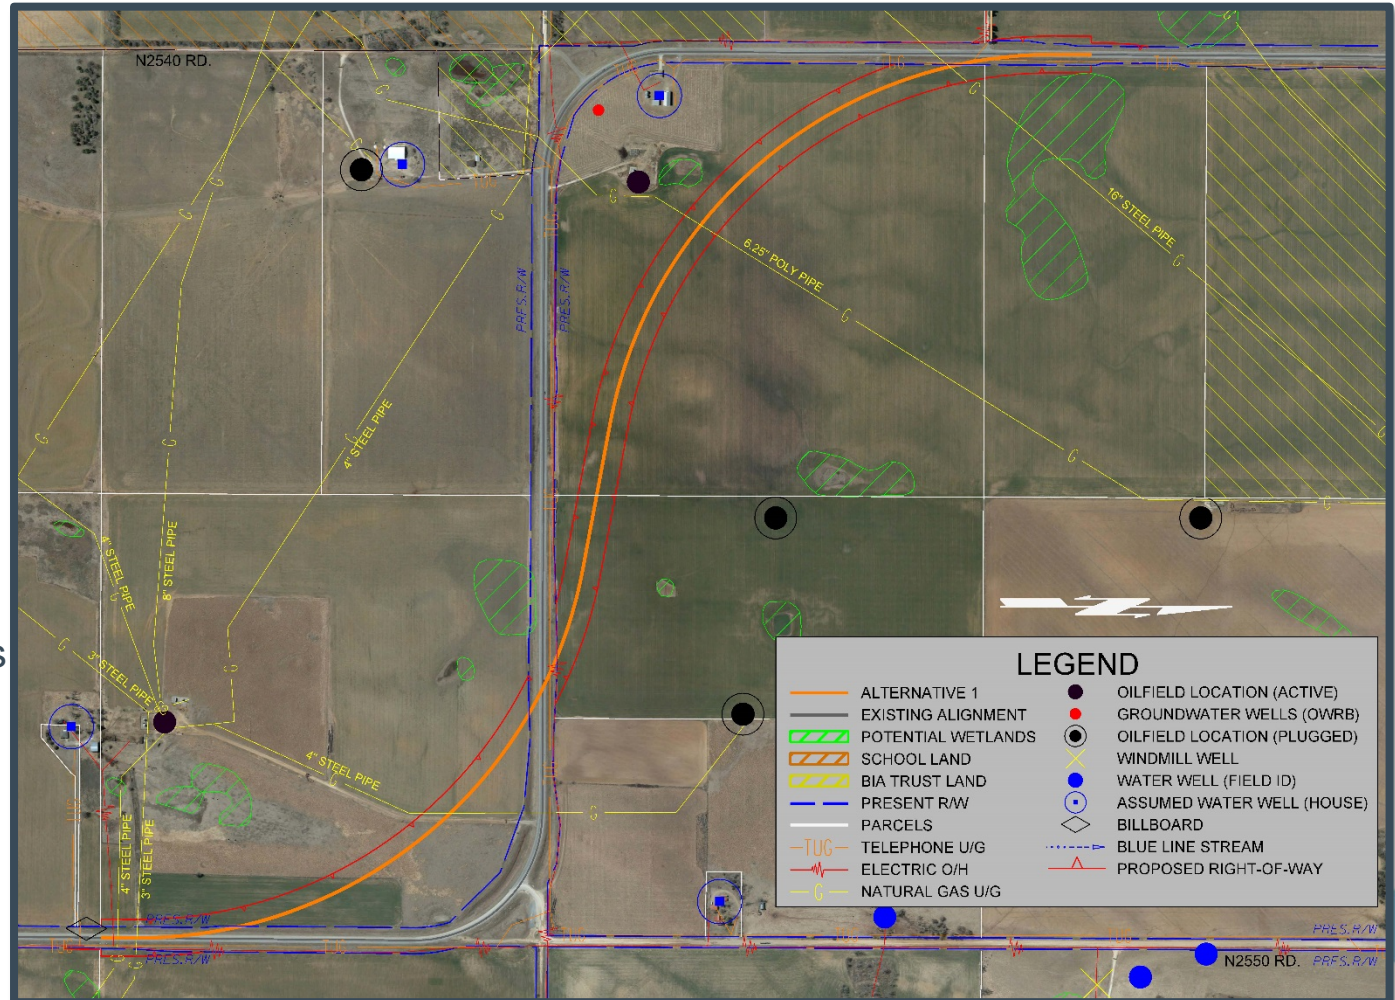 N2540 RD.
PRES.R/W
PRES.R/W
16" STEEL PIPE
6.25" POLY PIPE
4" STEEL PIPE
4" STEEL PIPE
8" STEEL PIPE
3" STEEL PIPE
4" STEEL PIPE
4" STEEL PIPE
3" STEEL PIPE
s
PRES.R/W
PRES.R/W
PRES.R/W
N2550 RD.
PRES.R/W
LEGEND
ALTERNATIVE 1
EXISTING ALIGNMENT
POTENTIAL WETLANDS
SCHOOL LAND
BIA TRUST LAND
PRESENT R/W
PARCELS
TUG TELEPHONE U/G
ELECTRIC O/H
G NATURAL GAS U/G
OILFIELD LOCATION (ACTIVE)
GROUNDWATER WELLS (OWRB)
OILFIELD LOCATION (PLUGGED)
WINDMILL WELL
WATER WELL (FIELD ID)
ASSUMED WATER WELL (HOUSE)
BILLBOARD
BLUE LINE STREAM
PROPOSED RIGHT-OF-WAY